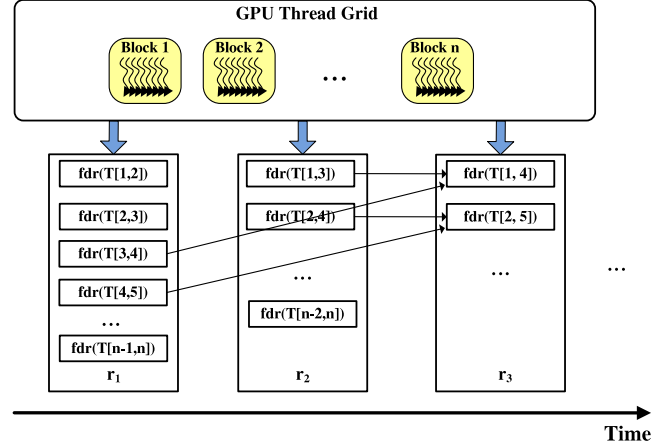 GPU Thread Grid
Block 1
Block 2
...
Block n
fdr(T[1,2])
fdr(T[2,3])
fdr(T[3,4])
fdr(T[4,5])
...
fdr(T[n-1,n])
r1
fdr(T[1,3])
fdr(T[2,4])
...
fdr(T[n-2,n])
r2
fdr(T[1, 4])
fdr(T[2, 5])
...
r3
...
Time